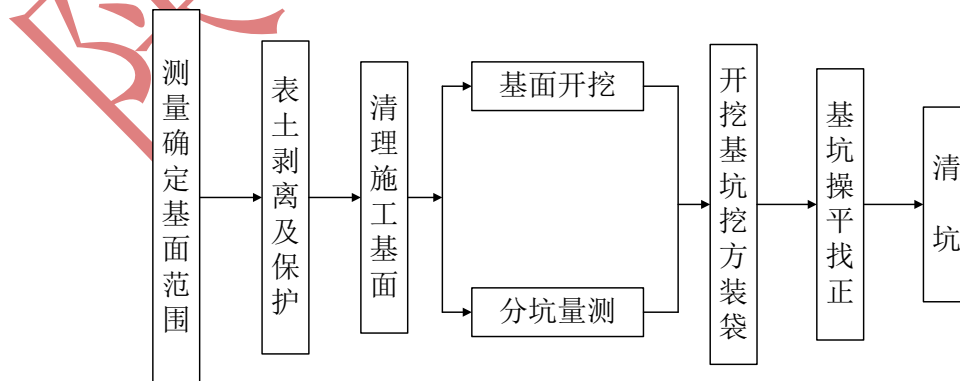 测量确定基面范围
表土剥离及保护
清理施工基面
基面开挖
分坑量测
开挖基坑挖方装袋
基坑操平找正
清坑